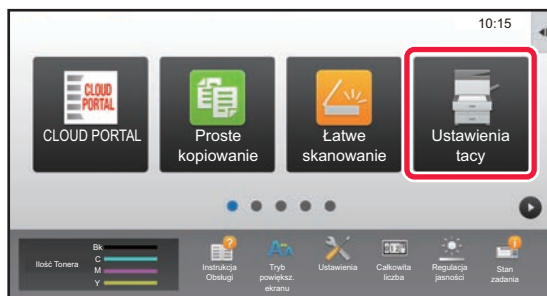 10:15
CLOUD
PORTAL
CLOUD PORTAL
Proste
kopiowanie
Łatwe
skanowanie
Ustawienia
tacy
Ilość Tonera
Bk
C
M
Y
Instrukcja
Obsługi
Tryb
powiększ.
ekranu
Ustawienia
Całkowita
liczba
Regulacja
jasności
Stan
zadania